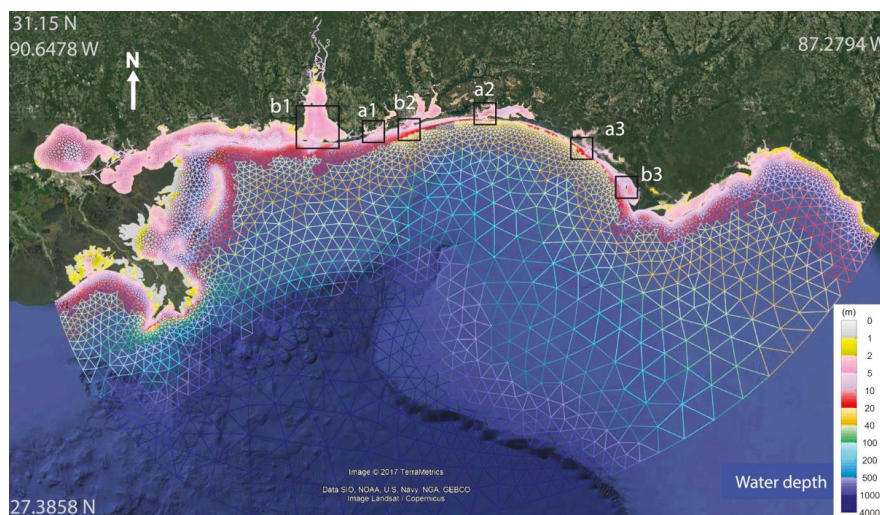 31.15 N
90.6478 W
87.2794 W
N
b1
a1
b2
a2
a3
b3
(m)
0
1
2
5
10
20
40
100
500
1000
4000
Water depth
27.3858 N
Image © 2017 TerraMetrics
Data SIO, NOAA, U.S. Navy, NGA, GEBCO
Image Landsat / Copernicus